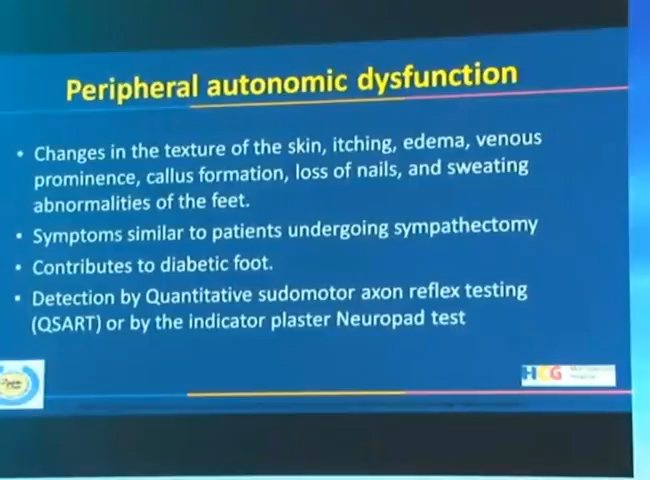 Peripheral autonomic dysfunction
• Changes in the texture of the skin, itching, edema, venous
prominence, callus formation, loss of nails, and sweating
abnormalities of the feet.
• Symptoms similar to patients undergoing sympathectomy
• Contributes to diabetic foot.
• Detection by Quantitative sudomotor axon reflex testing
(QSART) or by the indicator plaster Neuropad test
HCG